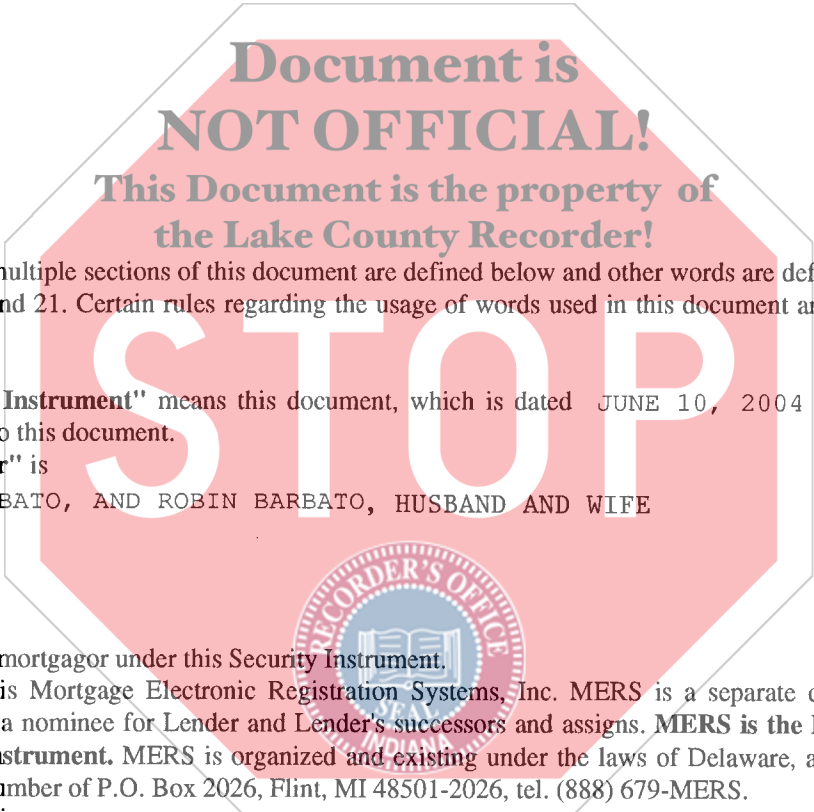 Document is
NOT OFFICIAL!
This Document is the property of
the Lake County Recorder!
nultiple sections of this document are defined below and other words are def
nd 21. Certain rules regarding the usage of words used in this document a
STOP
Instrument" means this document, which is dated JUNE 10, 2004
o this document.
r" is
BATO, AND ROBIN BARBATO, HUSBAND AND WIFE
RECORDER'S OFFICE
mortgagor under this Security Instrument.
is Mortgage Electronic Registration Systems, Inc. MERS is a separate c
a nominee for Lender and Lender's successors and assigns. MERS is the
SEAL
INDIANA
strument. MERS is organized and existing under the laws of Delaware, a
mber of P.O. Box 2026, Flint, MI 48501-2026, tel. (888) 679-MERS.